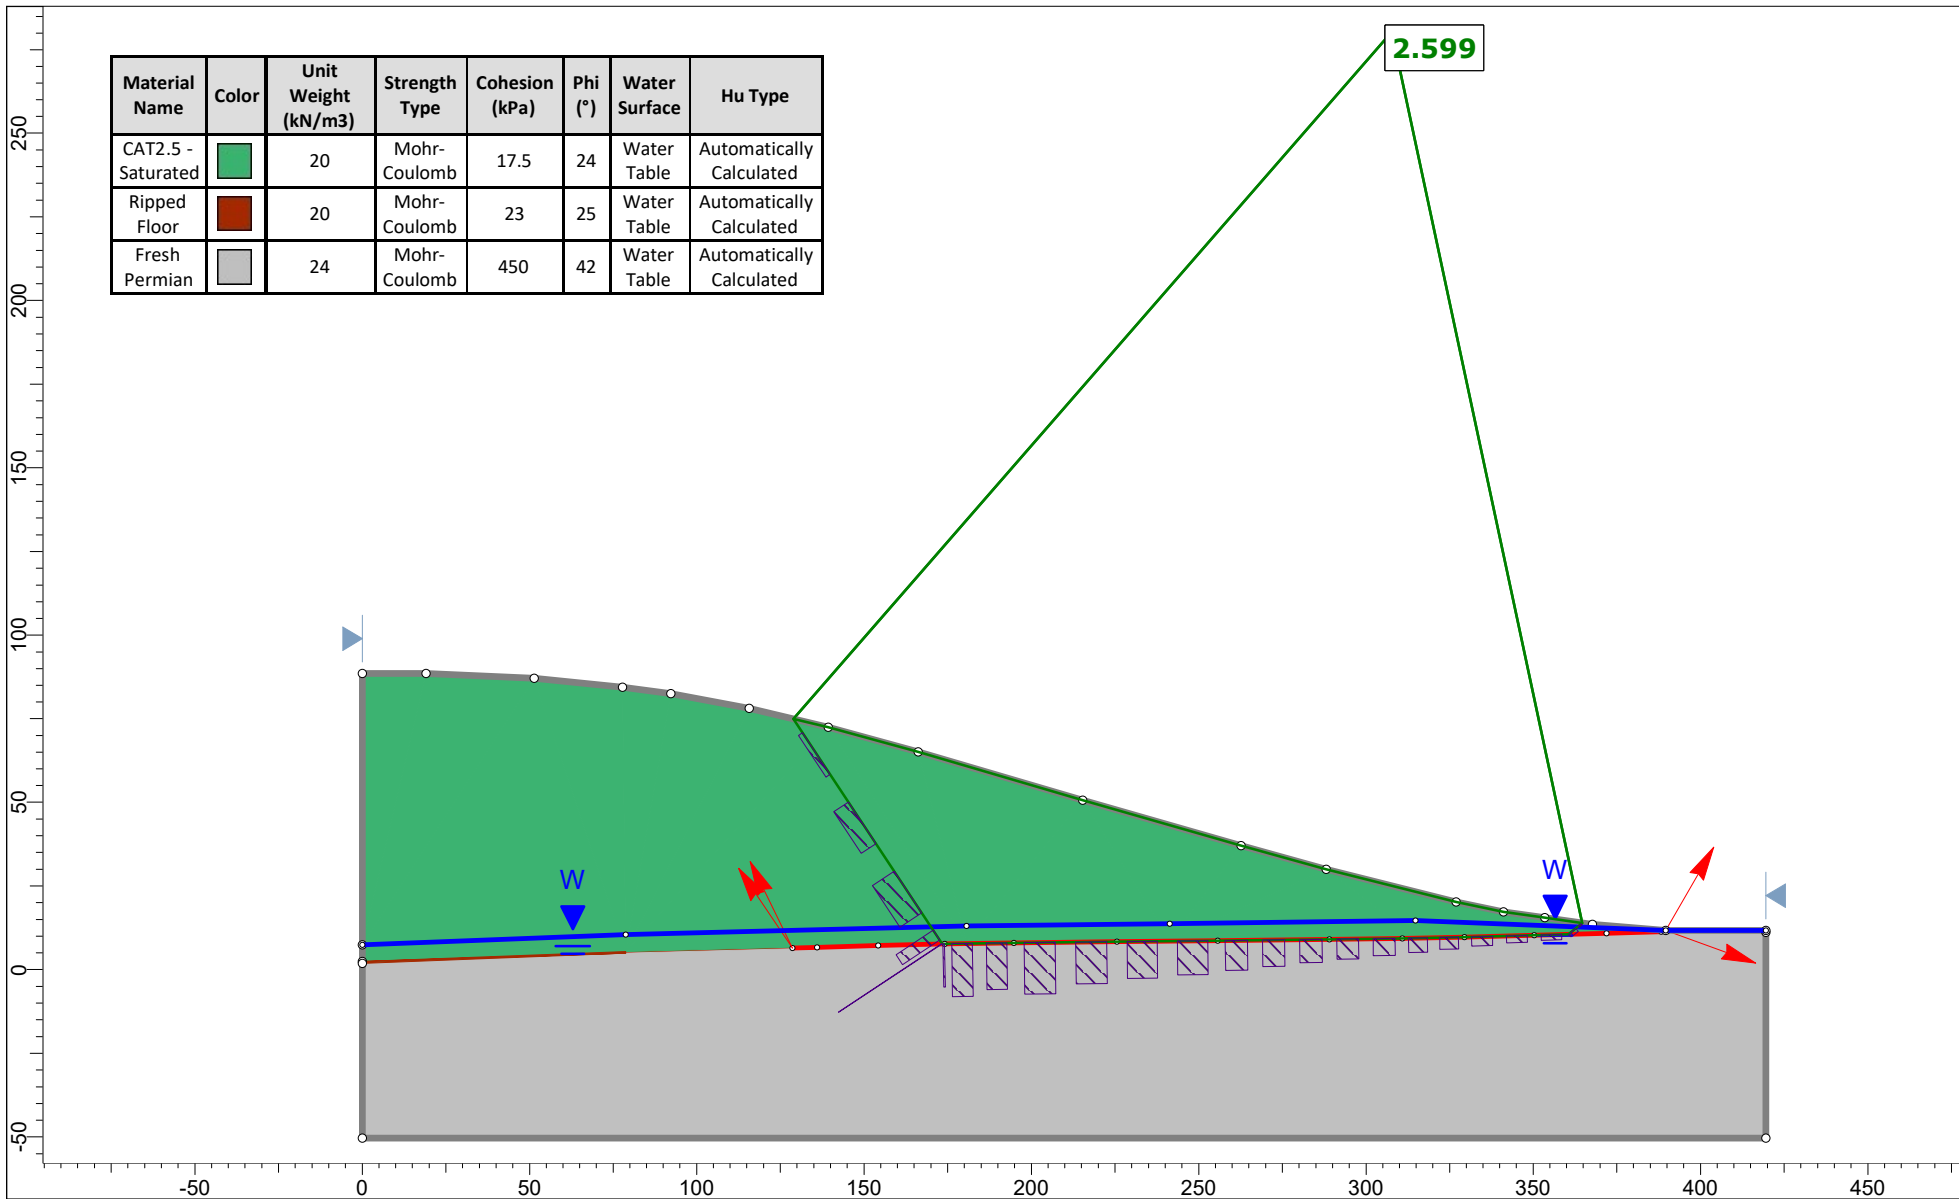 2.599
Material Name Color Unit Weight (kN/m3) Strength Type Cohesion (kPa) Phi (°) Water Surface Hu Type
CAT2.5 - Saturated 20 Mohr-Coulomb 17.5 24 Water Table Automatically Calculated
Ripped Floor 20 Mohr-Coulomb 23 25 Water Table Automatically Calculated
Fresh Permian 24 Mohr-Coulomb 450 42 Water Table Automatically Calculated
250
200
150
100
50
0
-50
W
W
-50 0 50 100 150 200 250 300 350 400 450